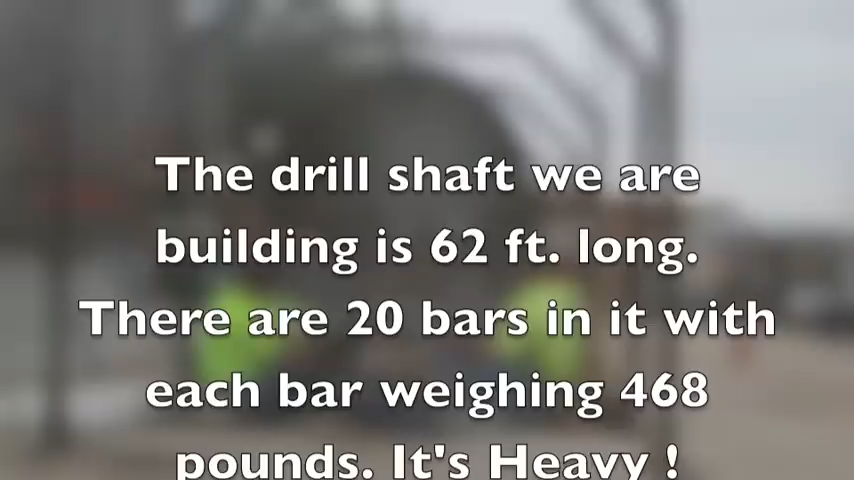 The drill shaft we are
building is 62 ft. long.
There are 20 bars in it with
each bar weighing 468
pounds. It's Heavy !